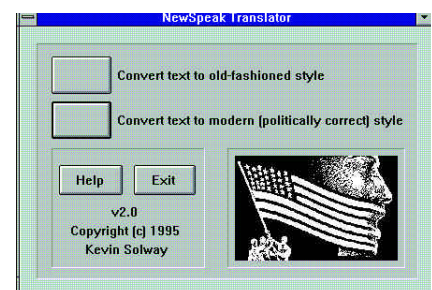 NewSpeak Translator
Convert text to old-fashioned style
Convert text to modern (politically correct) style
Help Exit
v2.0
Copyright (c) 1995
Kevin Solway